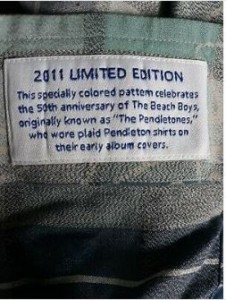 2011 LIMITED EDITION
This specially colored pattern celebrates
the 50th anniversary of The Beach Boys,
originally known as "The Pendletones,"
who wore plaid Pendleton shirts on
their early album covers.